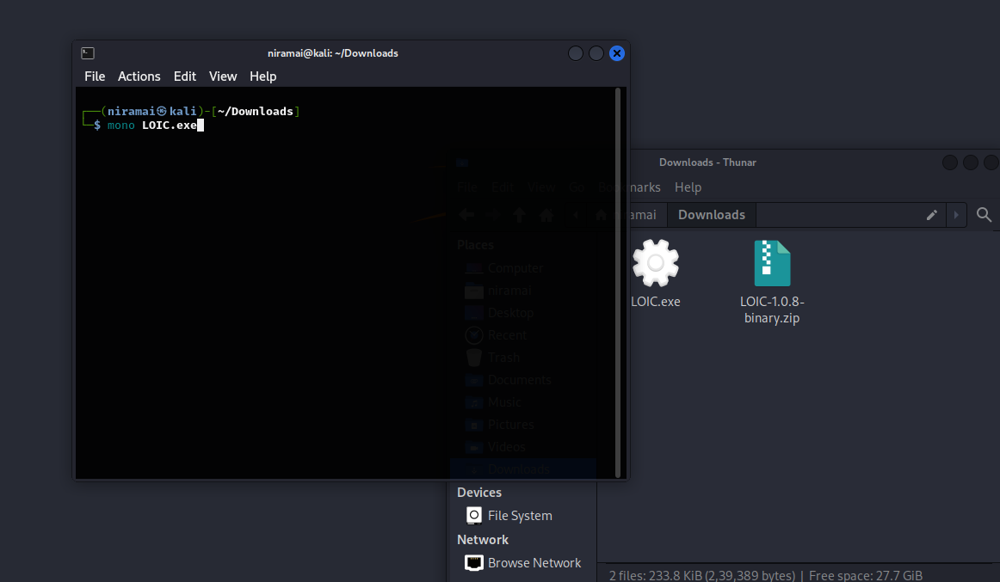 niramai@kali: ~/Downloads
File Actions Edit View Help
┌──(niramai㉿kali)-[~/Downloads]
└─$ mono LOIC.exe
Downloads - Thunar
File Edit View Go Bookmarks Help
niramai Downloads
Places
Computer
niramai
Desktop
Recent
Trash
Documents
Music
Pictures
Videos
Downloads
Devices
File System
Network
Browse Network
LOIC.exe
LOIC-1.0.8-
binary.zip
2 files: 233.8 KiB (2,39,389 bytes) | Free space: 27.7 GiB